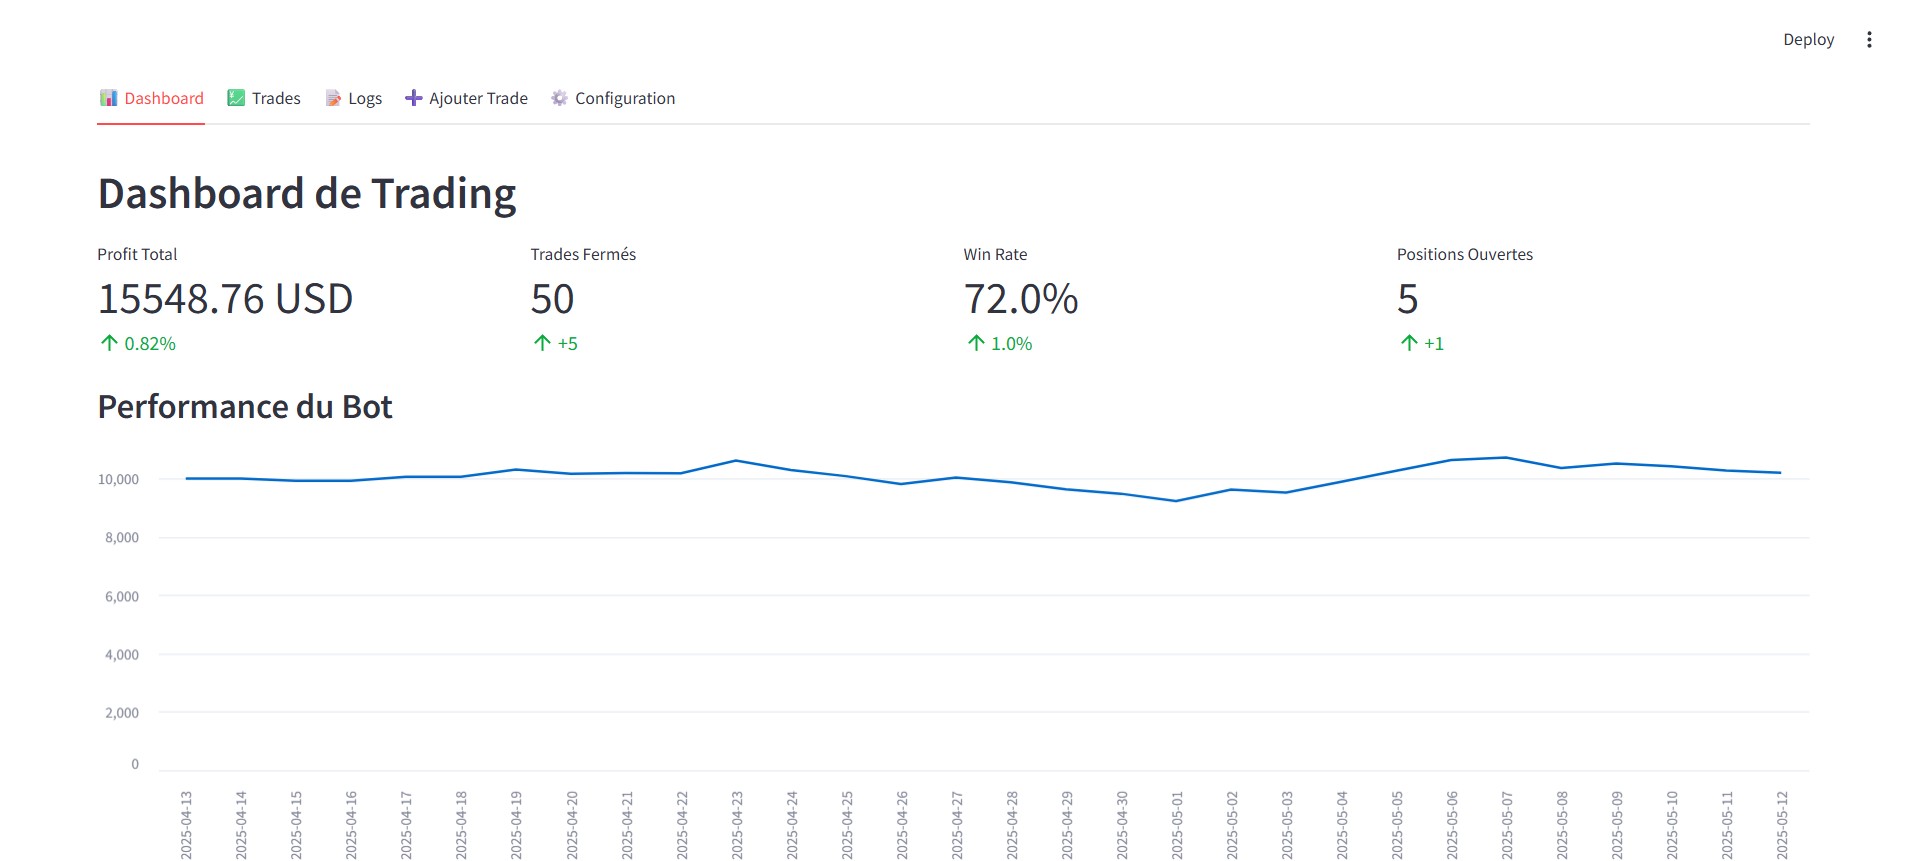 Deploy
Dashboard Trades Logs Ajouter Trade Configuration
Dashboard de Trading
Profit Total Trades Fermés Win Rate Positions Ouvertes
15548.76 USD 50 72.0% 5
0.82% +5 1.0% +1
Performance du Bot
10,000
8,000
6,000
4,000
2,000
0
2025-04-13 2025-04-14 2025-04-15 2025-04-16 2025-04-17 2025-04-18 2025-04-19 2025-04-20 2025-04-21 2025-04-22 2025-04-23 2025-04-24 2025-04-25 2025-04-26 2025-04-27 2025-04-28 2025-04-29 2025-04-30 2025-05-01 2025-05-02 2025-05-03 2025-05-04 2025-05-05 2025-05-06 2025-05-07 2025-05-08 2025-05-09 2025-05-10 2025-05-11 2025-05-12